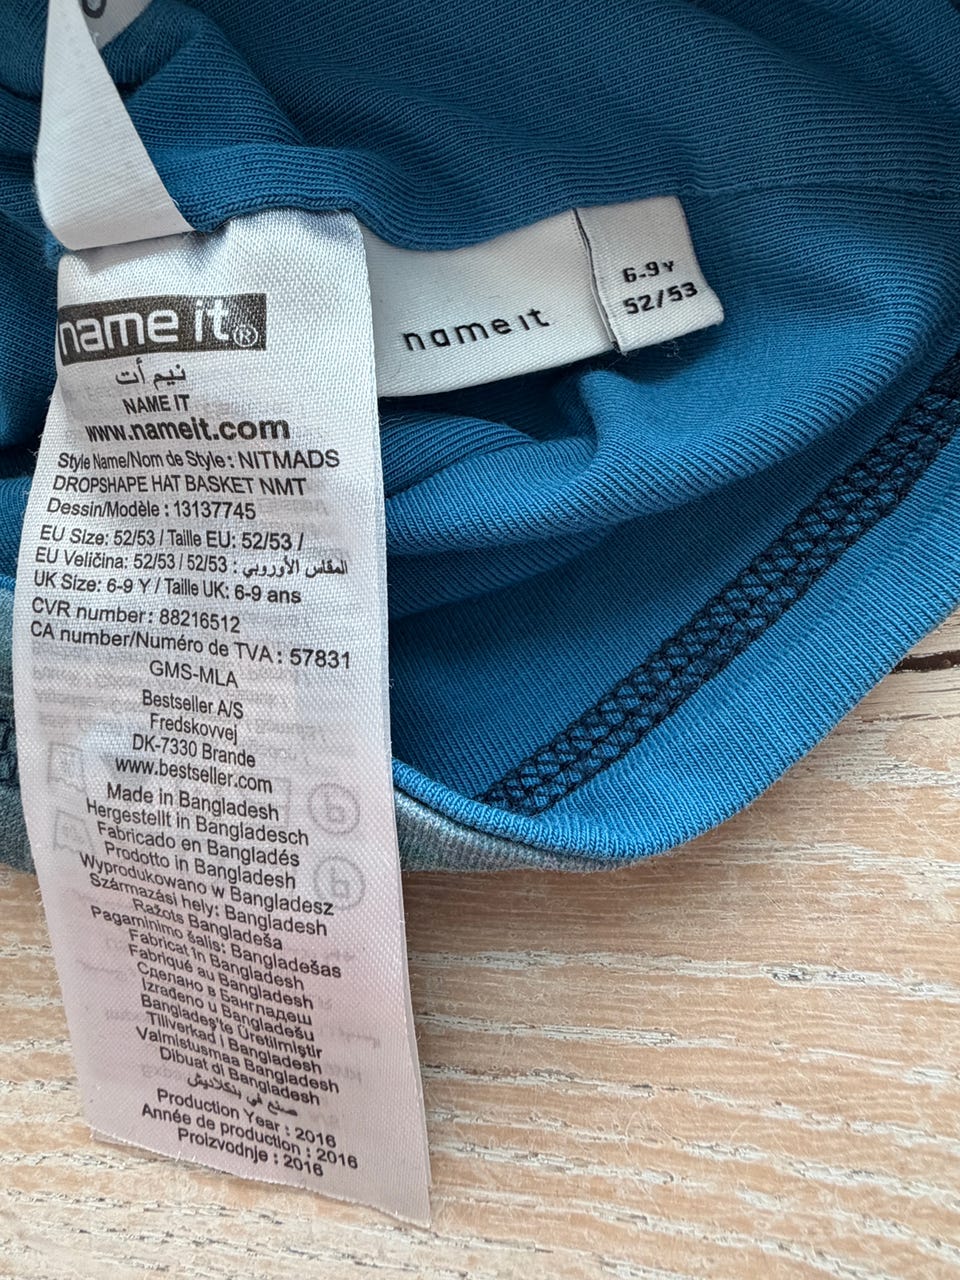 name it®
نيم أت
NAME IT
www.nameit.com
Style Name/Nom de Style : NITMADS
DROPSHAPE HAT BASKET NMT
Dessin/Modèle : 13137745
EU Size: 52/53 / Taille EU: 52/53 /
EU Veličina: 52/53 / 52/53 : المقاس الأوروبي
UK Size: 6-9 Y / Taille UK: 6-9 ans
CVR number : 88216512
CA number/Numéro de TVA : 57831
GMS-MLA
Bestseller A/S
Fredskovvej
DK-7330 Brande
www.bestseller.com
Made in Bangladesh
Hergestellt in Bangladesch
Fabricado en Bangladés
Prodotto in Bangladesh
Wyprodukowano w Bangladesz
Származási hely: Bangladesh
Ražots Bangladeša
Pagaminimo šalis: Bangladešas
Fabricat în Bangladesh
Fabriqué au Bangladesh
Сделано в Бангладеш
Izrađeno u Bangladešu
Bangladeş'te Üretilmiştir
Tillverkad i Bangladesh
Valmistusmaa Bangladesh
Dibuat di Bangladesh
صنع في بنكلاديش
Production Year : 2016
Année de production : 2016
Proizvodnje : 2016
name it
6-9 Y
52/53